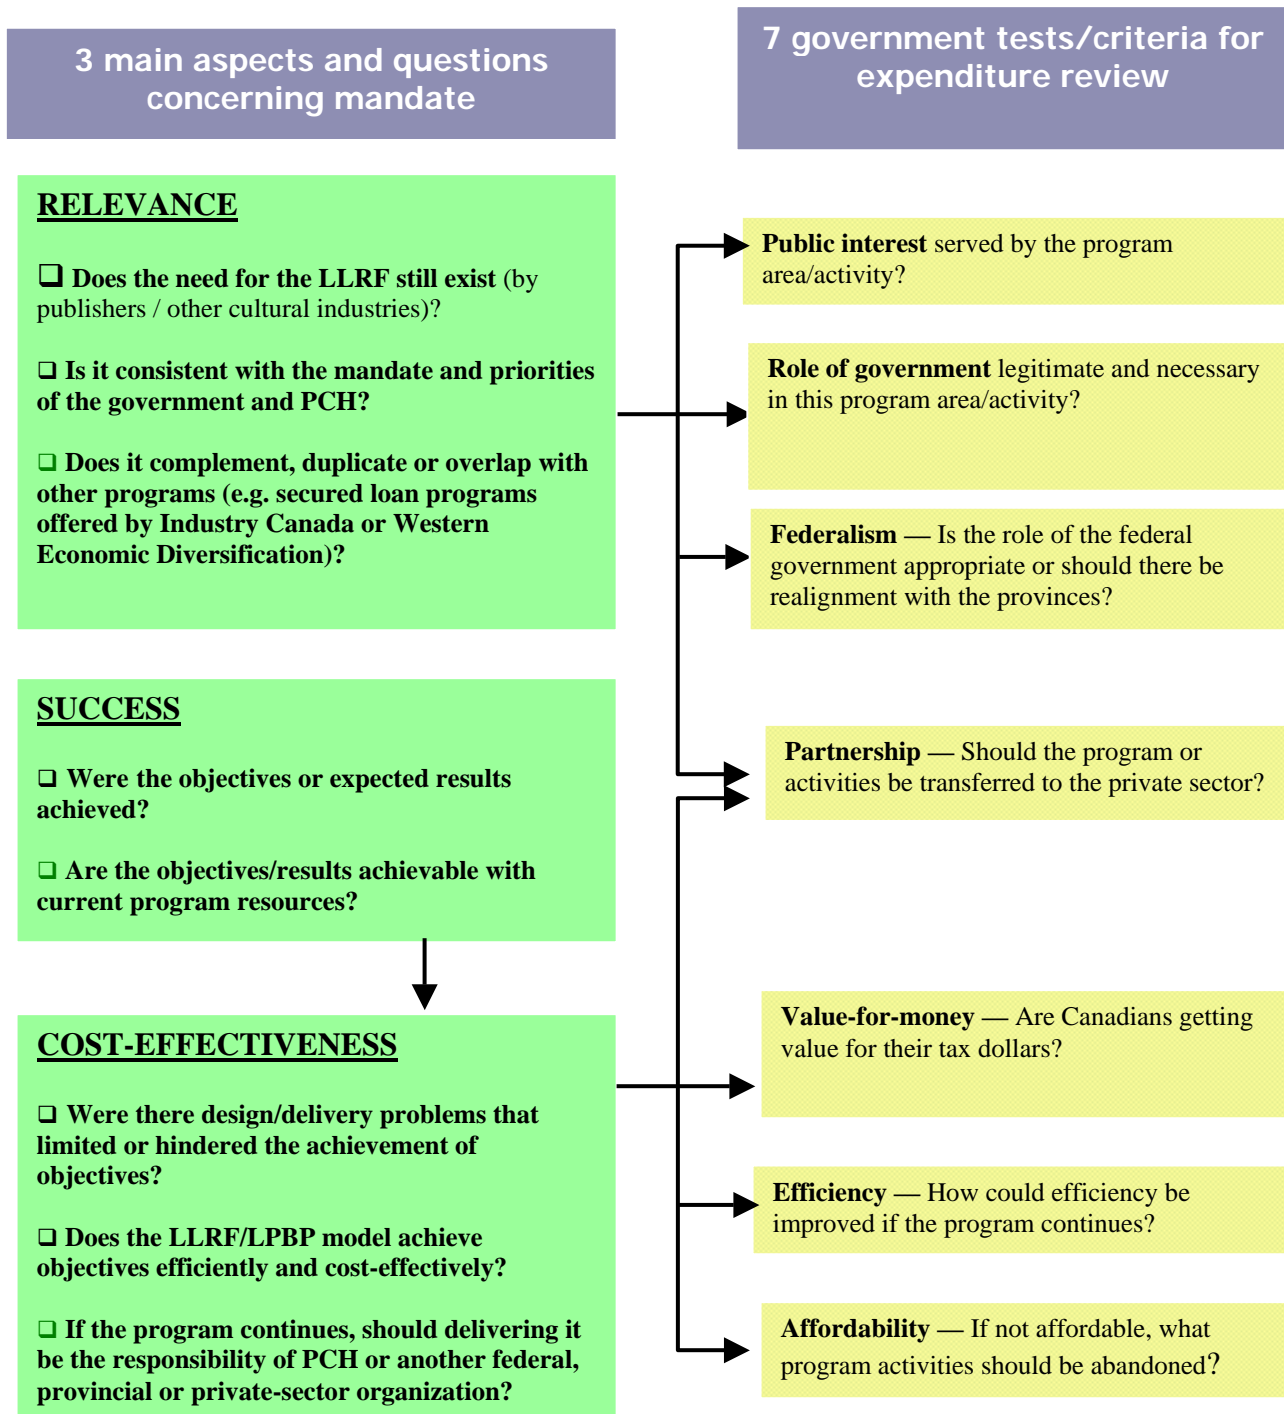 3 main aspects and questions
concerning mandate
7 government tests/criteria for
expenditure review
RELEVANCE
❑ Does the need for the LLRF still exist (by
publishers / other cultural industries)?
❑ Is it consistent with the mandate and priorities
of the government and PCH?
❑ Does it complement, duplicate or overlap with
other programs (e.g. secured loan programs
offered by Industry Canada or Western
Economic Diversification)?
SUCCESS
❑ Were the objectives or expected results
achieved?
❑ Are the objectives/results achievable with
current program resources?
COST-EFFECTIVENESS
❑ Were there design/delivery problems that
limited or hindered the achievement of
objectives?
❑ Does the LLRF/LPBP model achieve
objectives efficiently and cost-effectively?
❑ If the program continues, should delivering it
be the responsibility of PCH or another federal,
provincial or private-sector organization?
Public interest served by the program
area/activity?
Role of government legitimate and necessary
in this program area/activity?
Federalism — Is the role of the federal
government appropriate or should there be
realignment with the provinces?
Partnership — Should the program or
activities be transferred to the private sector?
Value-for-money — Are Canadians getting
value for their tax dollars?
Efficiency — How could efficiency be
improved if the program continues?
Affordability — If not affordable, what
program activities should be abandoned?